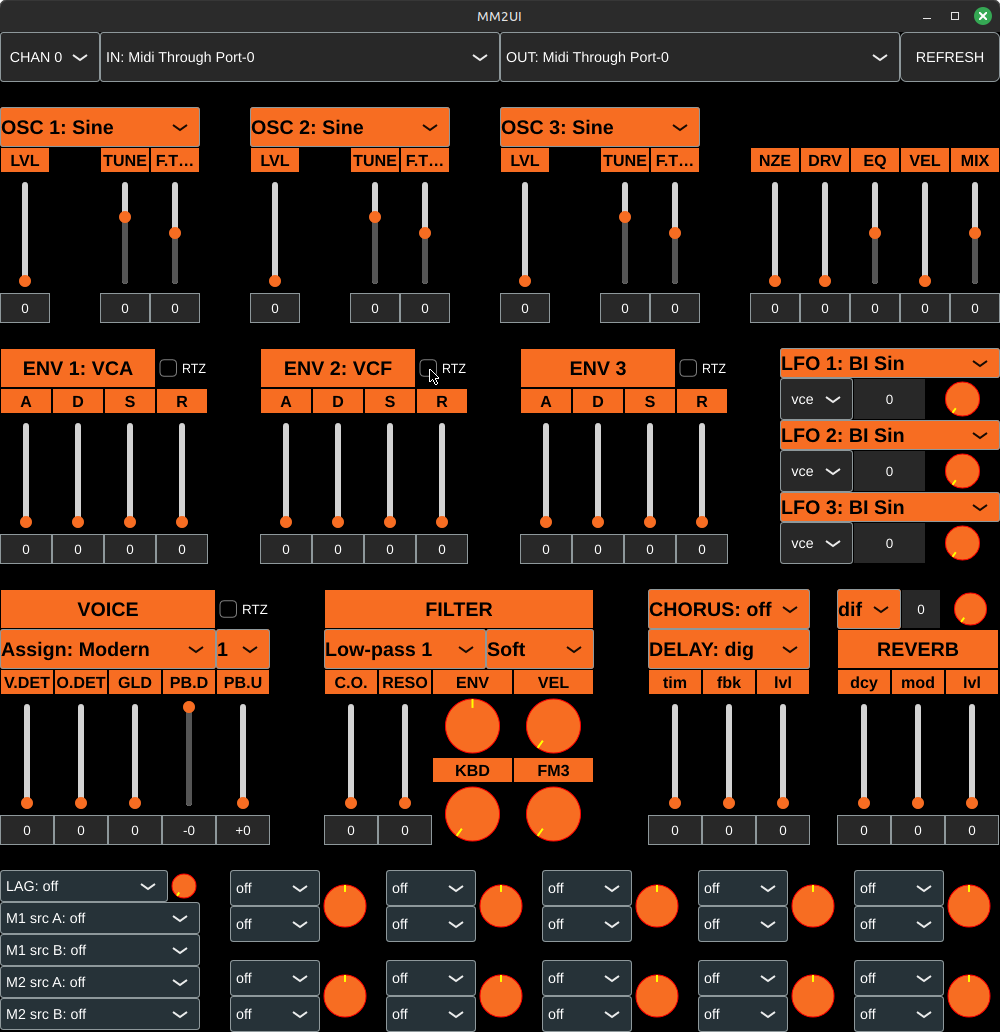 MM2UI
CHAN 0 IN: Midi Through Port-0 OUT: Midi Through Port-0 REFRESH
OSC 1: Sine OSC 2: Sine OSC 3: Sine
LVL TUNE F.T... LVL TUNE F.T... LVL TUNE F.T... NZE DRV EQ VEL MIX
0 0 0 0 0 0 0 0 0 0 0 0 0 0
ENV 1: VCA RTZ ENV 2: VCF RTZ ENV 3 RTZ LFO 1: BI Sin
A D S R A D S R A D S R vce 0
LFO 2: BI Sin
vce 0
LFO 3: BI Sin
0 0 0 0 0 0 0 0 0 0 0 0 vce 0
VOICE RTZ FILTER CHORUS: off dif 0
Assign: Modern 1 Low-pass 1 Soft DELAY: dig REVERB
V.DET O.DET GLD PB.D PB.U C.O. RESO ENV VEL tim fbk lvl dcy mod lvl
KBD FM3
0 0 0 -0 +0 0 0 0 0 0 0 0 0
LAG: off off off off off off
M1 src A: off off off off off off
M1 src B: off
M2 src A: off off off off off off
M2 src B: off off off off off off